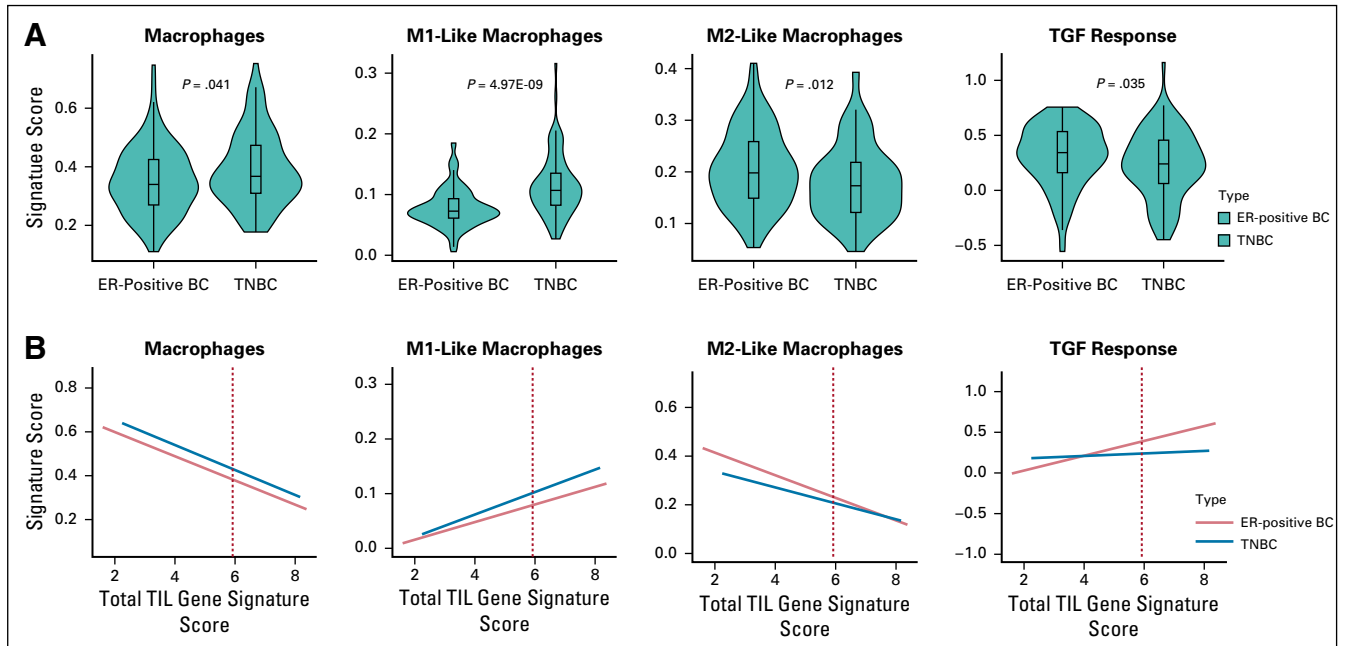 A
Macrophages
M1-Like Macrophages
M2-Like Macrophages
TGF Response
Signatuee Score
0.6
0.4
0.2
P = .041
ER-Positive BC
TNBC
0.3
0.2
0.1
0.0
P = 4.97E-09
ER-Positive BC
TNBC
0.4
0.3
0.2
0.1
P = .012
ER-Positive BC
TNBC
1.0
0.5
0.0
−0.5
P = .035
ER-Positive BC
TNBC
Type
ER-positive BC
TNBC
B
Macrophages
M1-Like Macrophages
M2-Like Macrophages
TGF Response
Signature Score
0.8
0.6
0.4
0.2
2 4 6 8
Total TIL Gene Signature
Score
0.3
0.2
0.1
0.0
2 4 6 8
Total TIL Gene Signature
Score
0.6
0.4
0.2
0.0
2 4 6 8
Total TIL Gene Signature
Score
1.0
0.5
0.0
−0.5
−1.0
2 4 6 8
Total TIL Gene Signature
Score
Type
ER-positive BC
TNBC